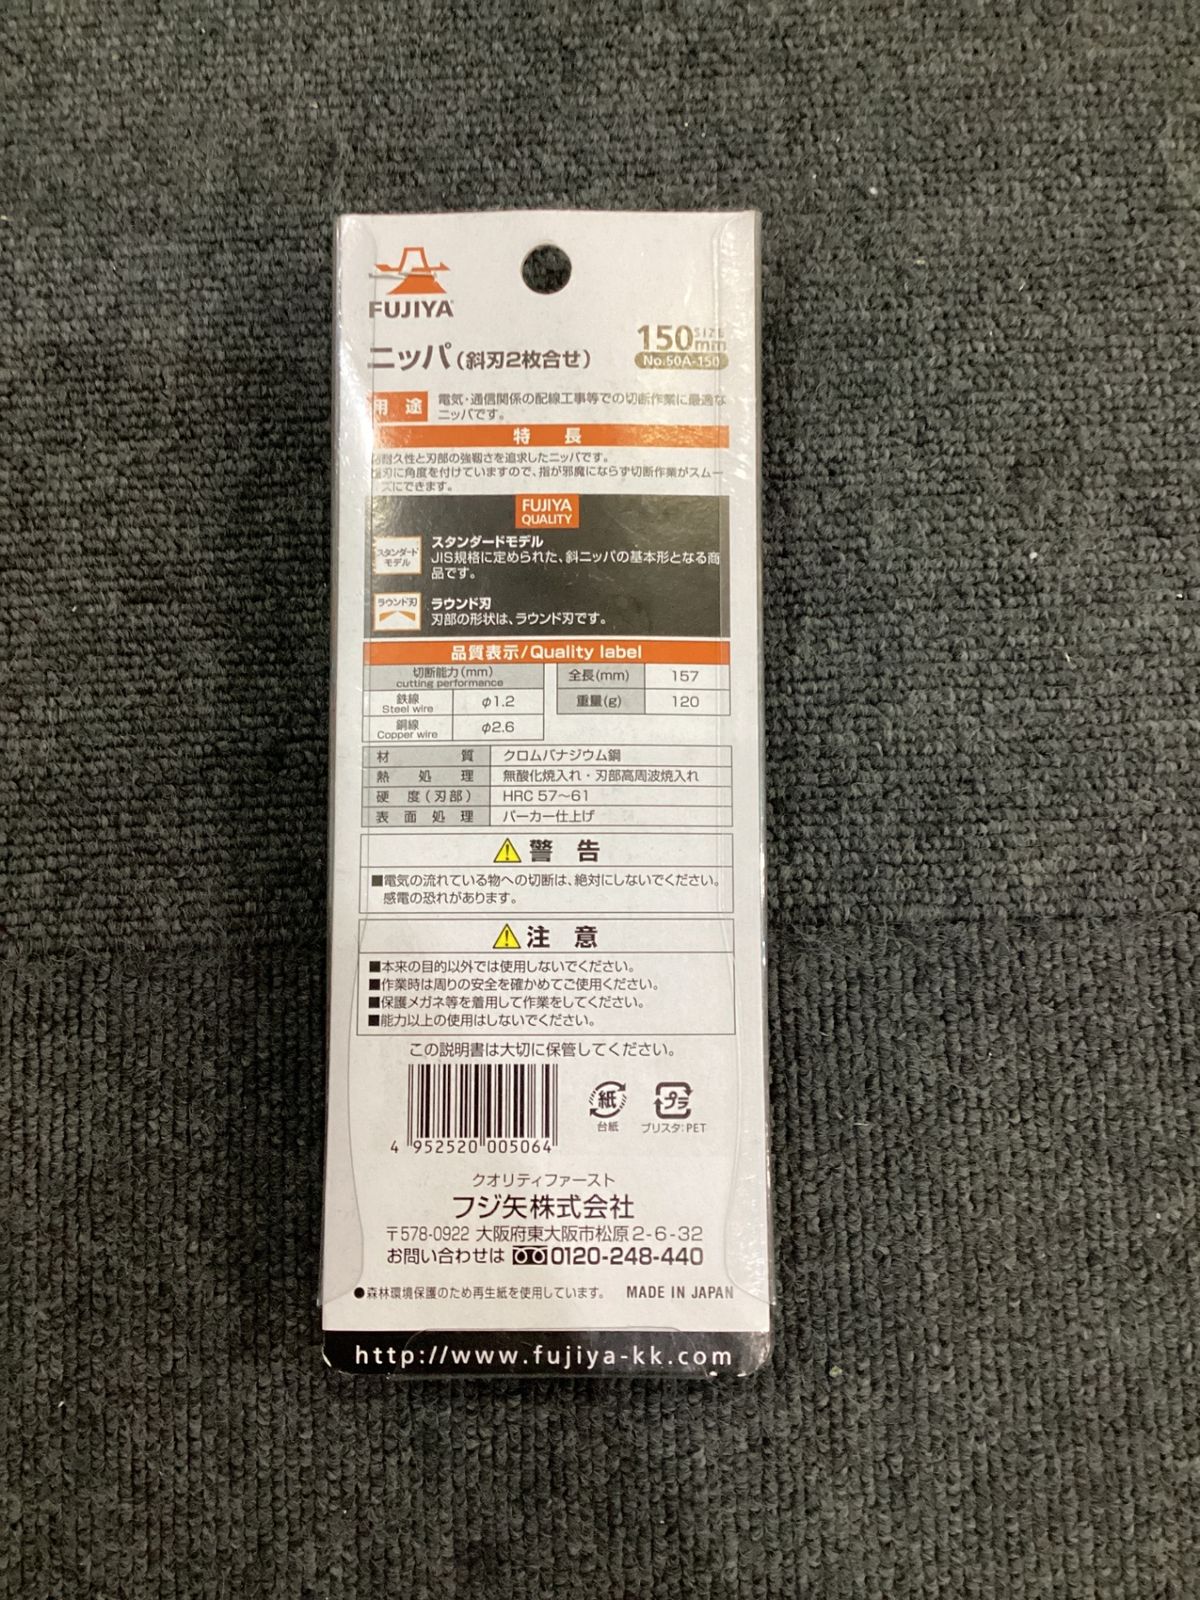 FUJIYA
150mm SIZE
ニッパ(斜刃2枚合せ)
No.50A-150
用途
電気・通信関係の配線工事等での切断作業に最適な
ニッパです。
特長
耐久性と刃部の強靱さを追求したニッパです。
刃に角度を付けていますので、指が邪魔にならず切断作業がスムー
ズにできます。
FUJIYA
QUALITY
スタンダード
モデル
スタンダードモデル
JIS規格に定められた、斜ニッパの基本形となる商
品です。
ラウンド刃
ラウンド刃
刃部の形状は、ラウンド刃です。
品質表示/Quality label
切断能力(mm)
cutting performance
鉄線
Steel wire
φ1.2
銅線
Copper wire
φ2.6
全長(mm) 157
重量(g) 120
材質 クロムバナジウム鋼
熱処理 無酸化焼入れ・刃部高周波焼入れ
硬度(刃部) HRC 57〜61
表面処理 パーカー仕上げ
警告
■電気の流れている物への切断は、絶対にしないでください。
感電の恐れがあります。
注意
■本来の目的以外では使用しないでください。
■作業時は周りの安全を確かめてご使用ください。
■保護メガネ等を着用して作業をしてください。
■能力以上の使用はしないでください。
この説明書は大切に保管してください。
4 952520 005064
紙
台紙
プラ
ブリスタ:PET
クオリティファースト
フジ矢株式会社
〒578-0922 大阪府東大阪市松原2-6-32
お問い合わせは 0120-248-440
●森林環境保護のため再生紙を使用しています。 MADE IN JAPAN
http://www.fujiya-kk.com